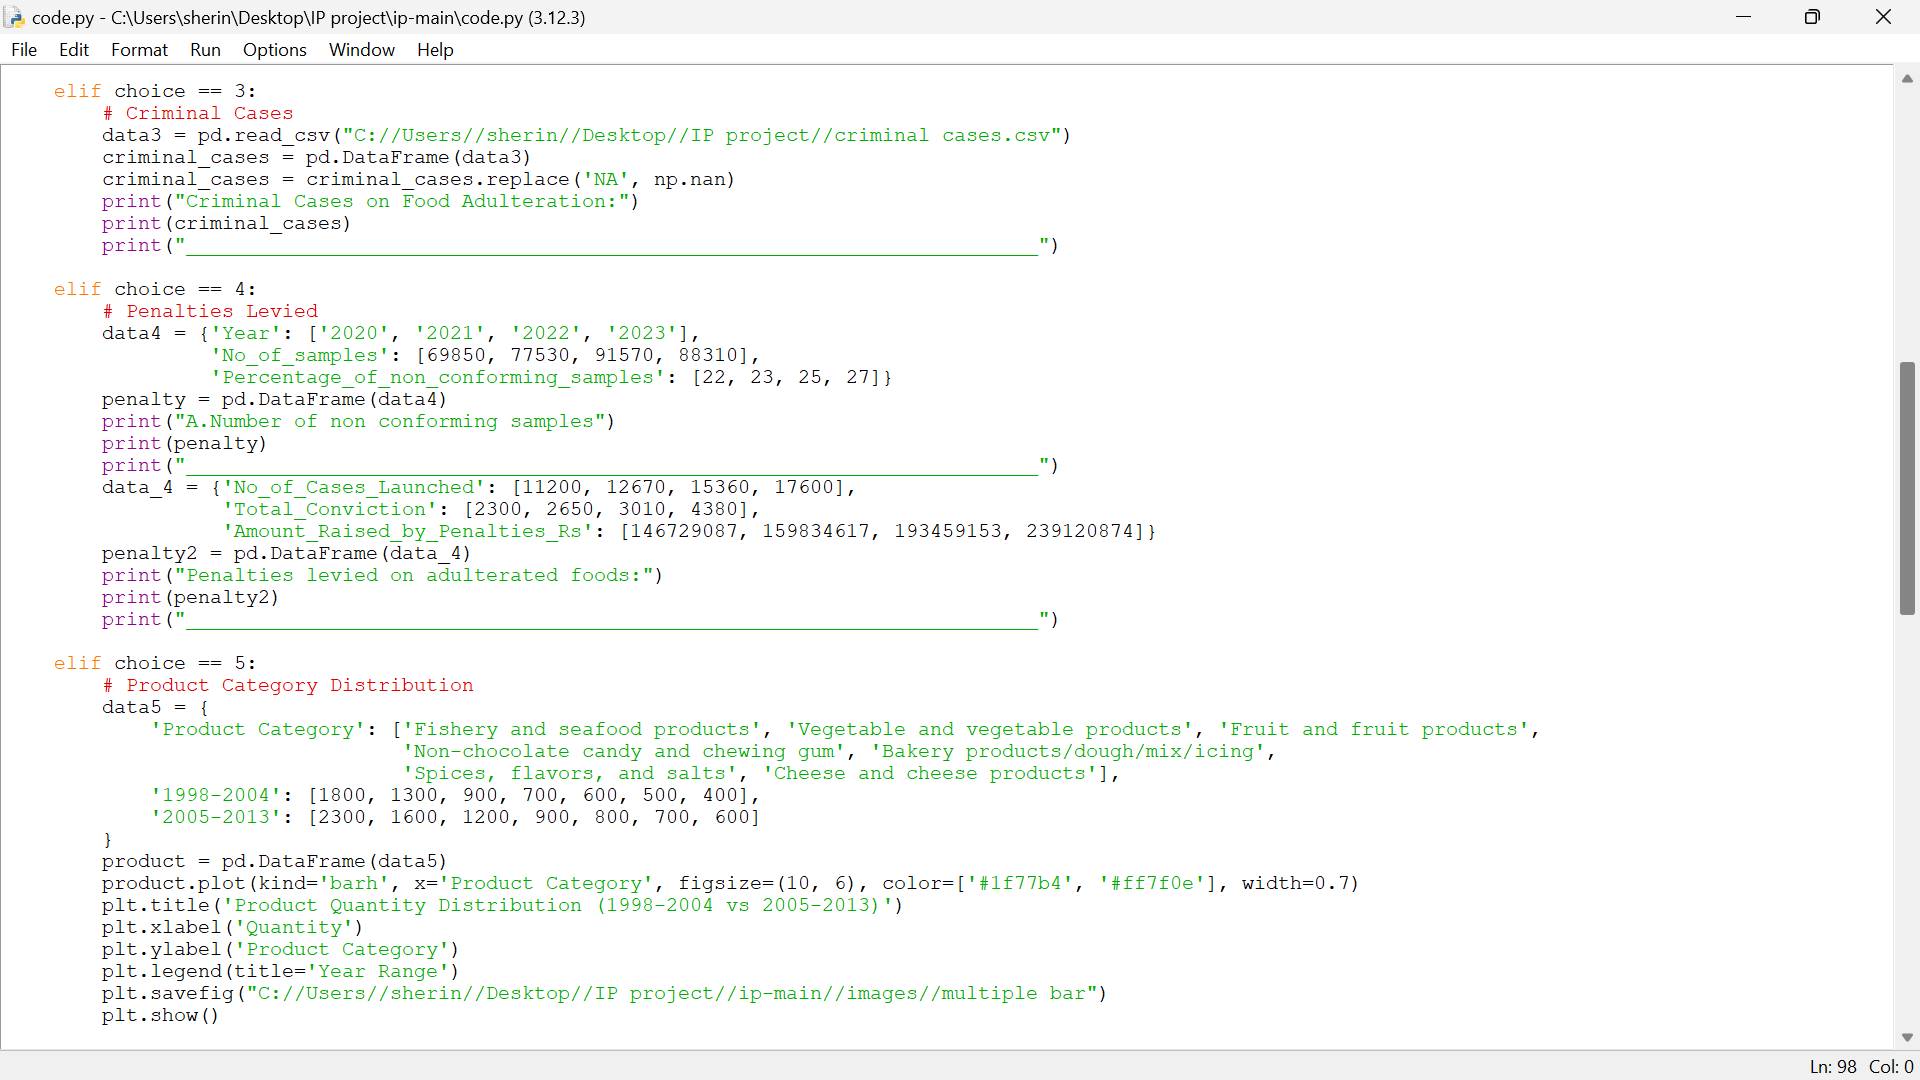 code.py - C:\Users\sherin\Desktop\IP project\ip-main\code.py (3.12.3)
File Edit Format Run Options Window Help
elif choice == 3:
# Criminal Cases
data3 = pd.read_csv("C://Users//sherin//Desktop//IP project//criminal cases.csv")
criminal_cases = pd.DataFrame(data3)
criminal_cases = criminal_cases.replace('NA', np.nan)
print("Criminal Cases on Food Adulteration:")
print(criminal_cases)
print("_______________________________________________________________________")
elif choice == 4:
# Penalties Levied
data4 = {'Year': ['2020', '2021', '2022', '2023'],
'No_of_samples': [69850, 77530, 91570, 88310],
'Percentage_of_non_conforming_samples': [22, 23, 25, 27]}
penalty = pd.DataFrame(data4)
print("A.Number of non conforming samples")
print(penalty)
print("_______________________________________________________________________")
data_4 = {'No_of_Cases_Launched': [11200, 12670, 15360, 17600],
'Total_Conviction': [2300, 2650, 3010, 4380],
'Amount_Raised_by_Penalties_Rs': [146729087, 159834617, 193459153, 239120874]}
penalty2 = pd.DataFrame(data_4)
print("Penalties levied on adulterated foods:")
print(penalty2)
print("_______________________________________________________________________")
elif choice == 5:
# Product Category Distribution
data5 = {
'Product Category': ['Fishery and seafood products', 'Vegetable and vegetable products', 'Fruit and fruit products',
'Non-chocolate candy and chewing gum', 'Bakery products/dough/mix/icing',
'Spices, flavors, and salts', 'Cheese and cheese products'],
'1998-2004': [1800, 1300, 900, 700, 600, 500, 400],
'2005-2013': [2300, 1600, 1200, 900, 800, 700, 600]
}
product = pd.DataFrame(data5)
product.plot(kind='barh', x='Product Category', figsize=(10, 6), color=['#1f77b4', '#ff7f0e'], width=0.7)
plt.title('Product Quantity Distribution (1998-2004 vs 2005-2013)')
plt.xlabel('Quantity')
plt.ylabel('Product Category')
plt.legend(title='Year Range')
plt.savefig("C://Users//sherin//Desktop//IP project//ip-main//images//multiple bar")
plt.show()
Ln: 98 Col: 0